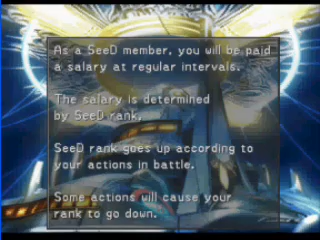 As a SeeD member, you will be paid
a salary at regular intervals.
The salary is determined
by SeeD rank.
SeeD rank goes up according to
your actions in battle.
Some actions will cause your
rank to go down.